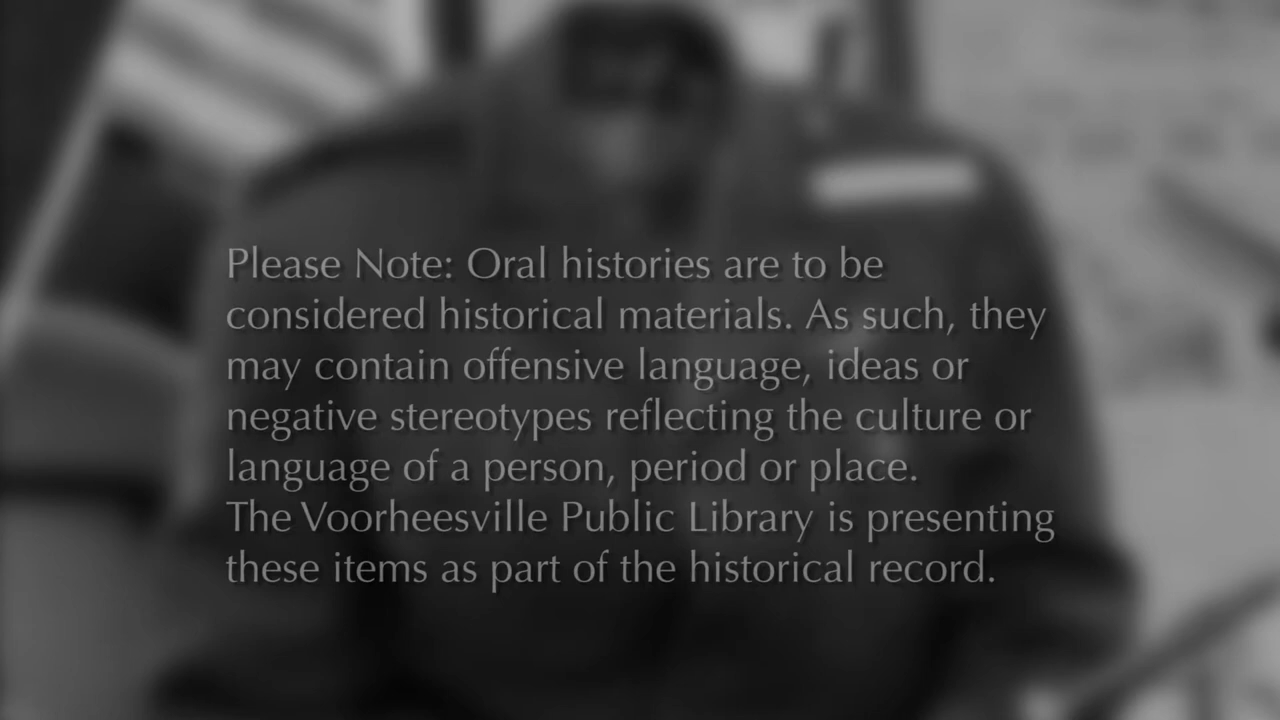 Please Note: Oral histories are to be
considered historical materials. As such, they
may contain offensive language, ideas or
negative stereotypes reflecting the culture or
language of a person, period or place.
The Voorheesville Public Library is presenting
these items as part of the historical record.